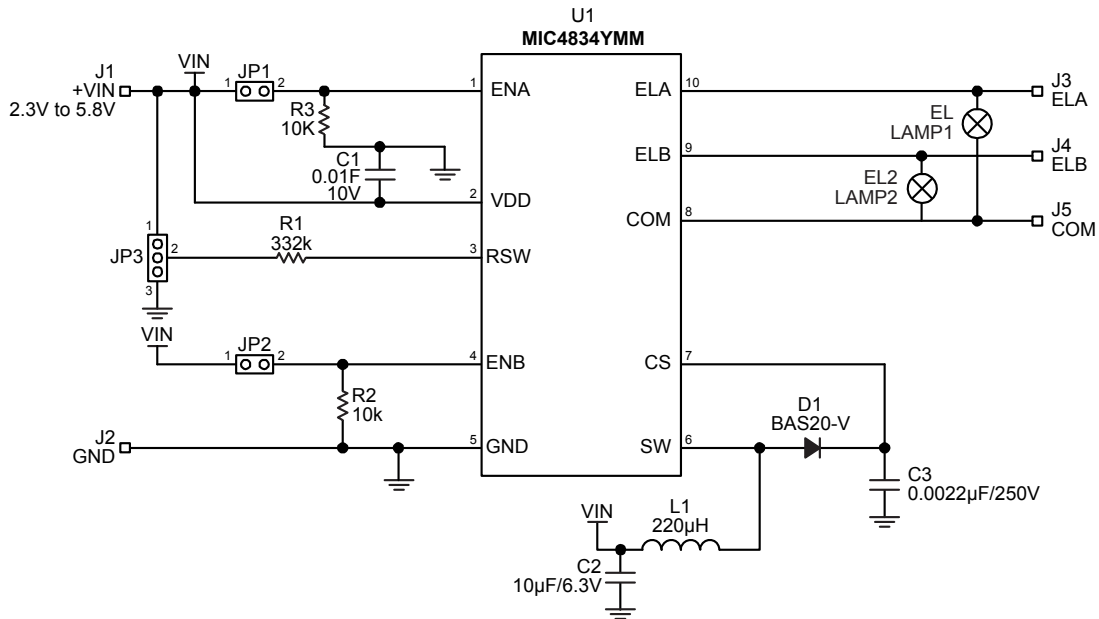 U1
MIC4834YMM
J1
+VIN
2.3V to 5.8V
VIN
1 JP1 2
R3
10K
C1
0.01F
10V
1 ENA
2 VDD
R1
332k
3 RSW
1
JP3 2
3
VIN
1 JP2 2
4 ENB
R2
10k
J2
GND
5 GND
ELA 10
ELB 9
COM 8
CS 7
SW 6
J3
ELA
EL
LAMP1
J4
ELB
EL2
LAMP2
J5
COM
D1
BAS20-V
C3
0.0022µF/250V
VIN
L1
220µH
C2
10µF/6.3V